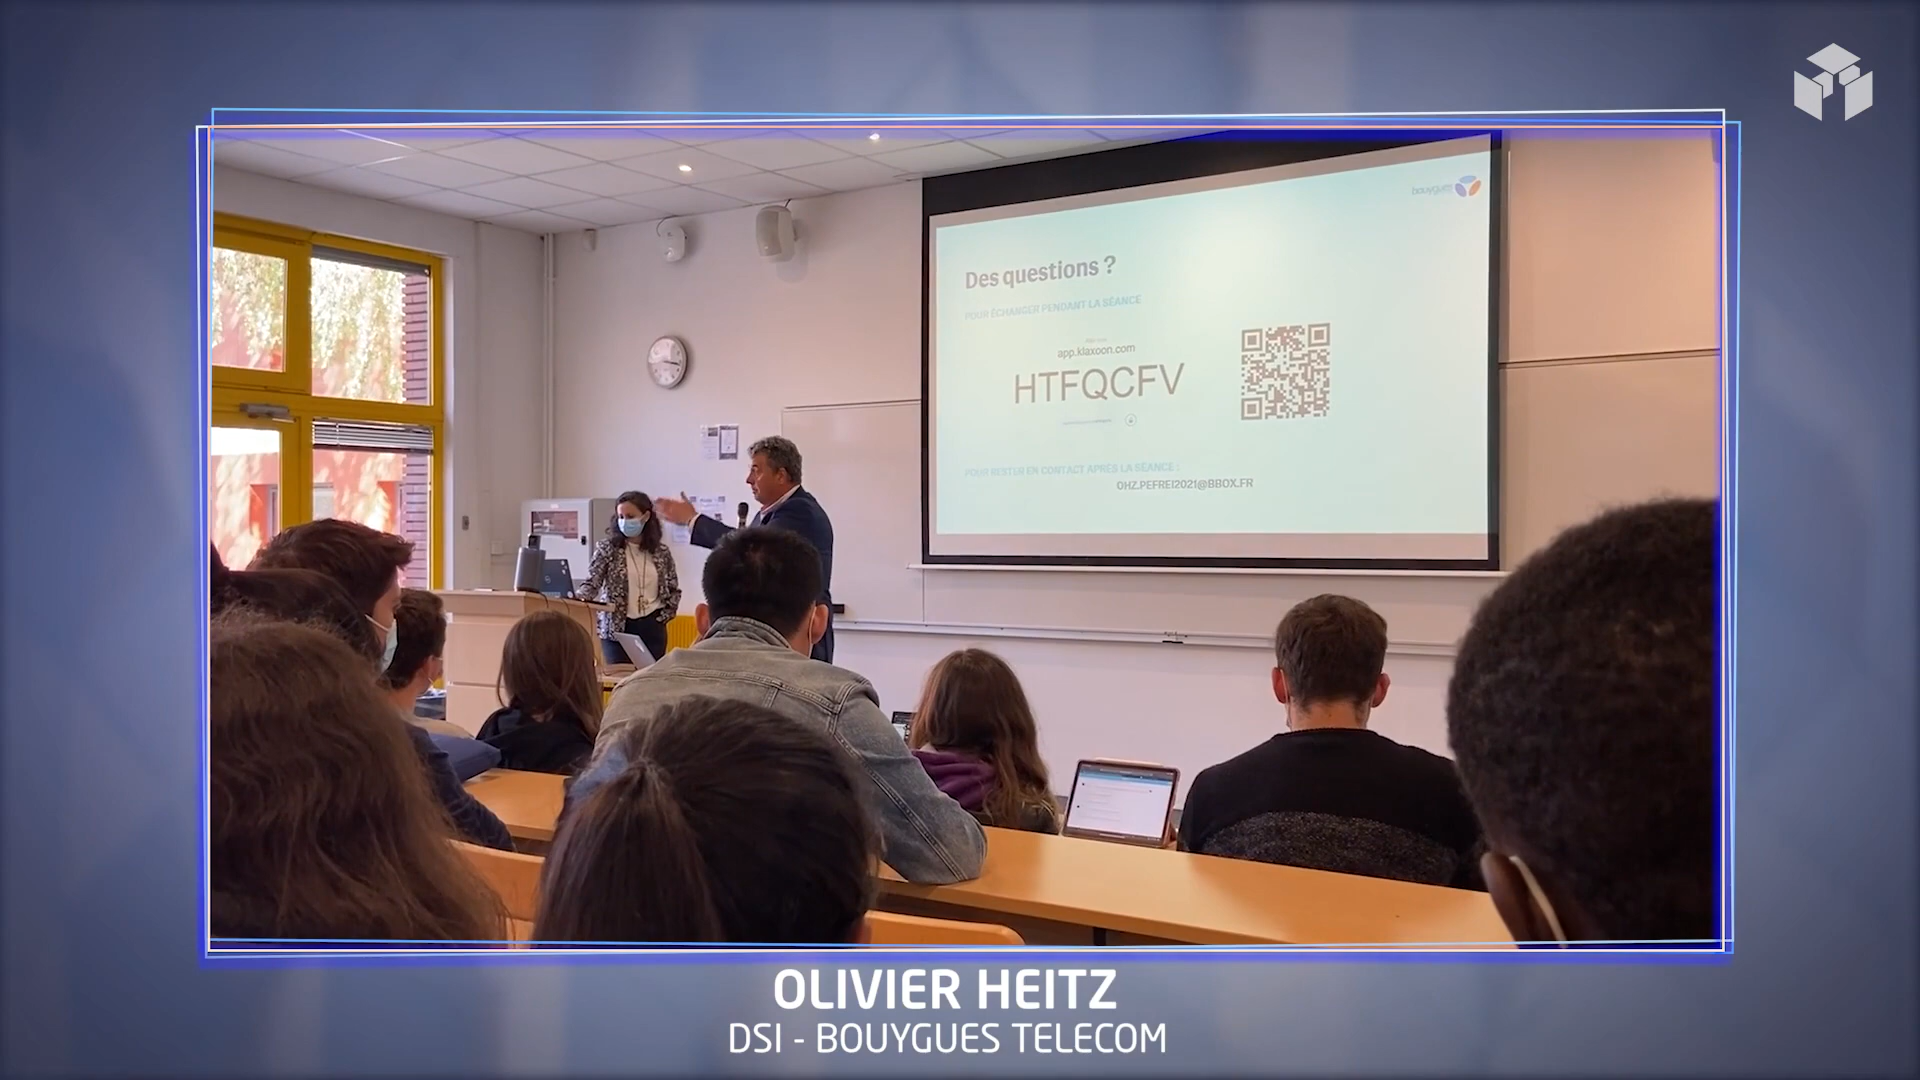 bouygues
Des questions ?
POUR ÉCHANGER PENDANT LA SÉANCE
app.klaxoon.com
HTFQCFV
POUR RESTER EN CONTACT APRÈS LA SÉANCE :
OHZ.PEFREI2021@BBOX.FR
OLIVIER HEITZ
DSI - BOUYGUES TELECOM